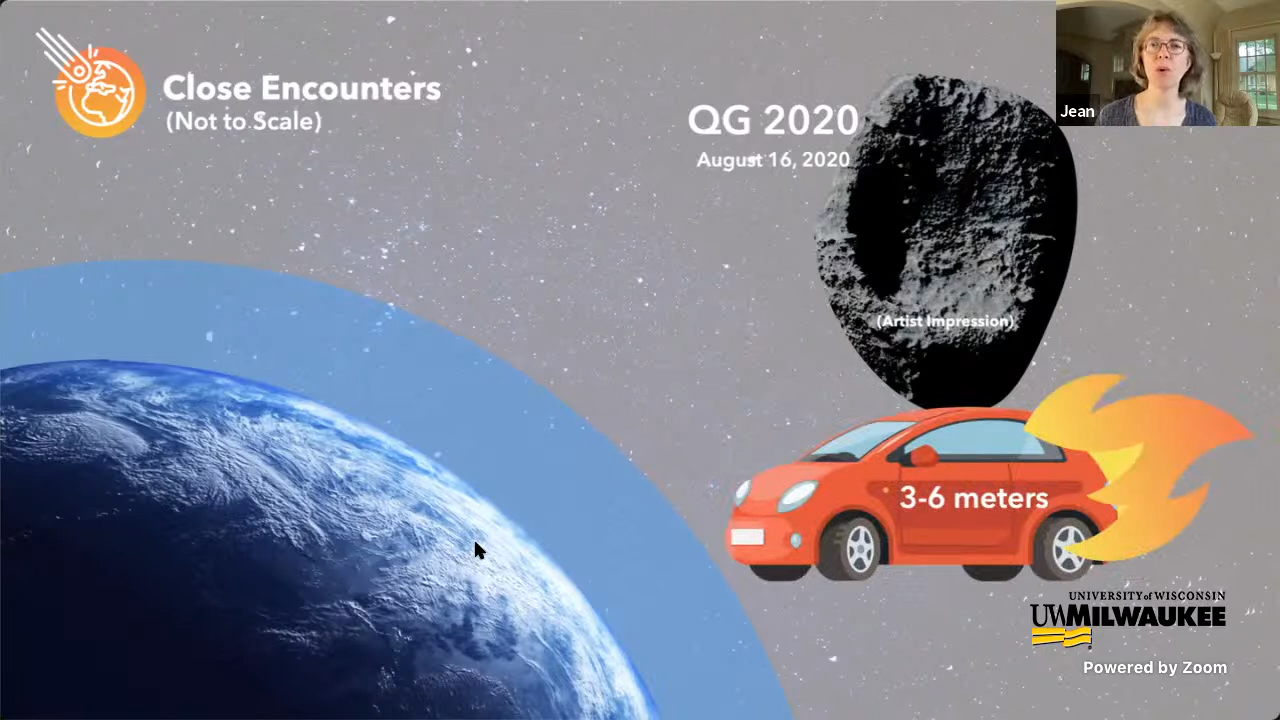 Close Encounters
(Not to Scale)
QG 2020
August 16, 2020
Jean
(Artist Impression)
3-6 meters
UNIVERSITY of WISCONSIN
UWMILWAUKEE
Powered by Zoom